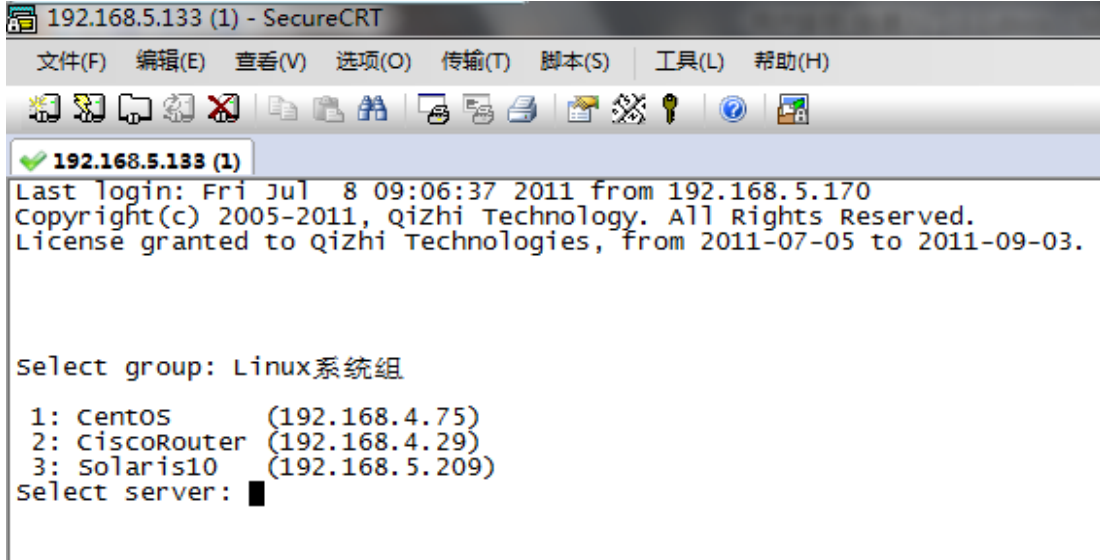 192.168.5.133 (1) - SecureCRT
文件(F) 编辑(E) 查看(V) 选项(O) 传输(T) 脚本(S) 工具(L) 帮助(H)
192.168.5.133 (1)
Last login: Fri Jul  8 09:06:37 2011 from 192.168.5.170
Copyright(c) 2005-2011, QiZhi Technology. All Rights Reserved.
License granted to QiZhi Technologies, from 2011-07-05 to 2011-09-03.
Select group: Linux系统组
1: CentOS (192.168.4.75)
2: CiscoRouter (192.168.4.29)
3: Solaris10 (192.168.5.209)
Select server: